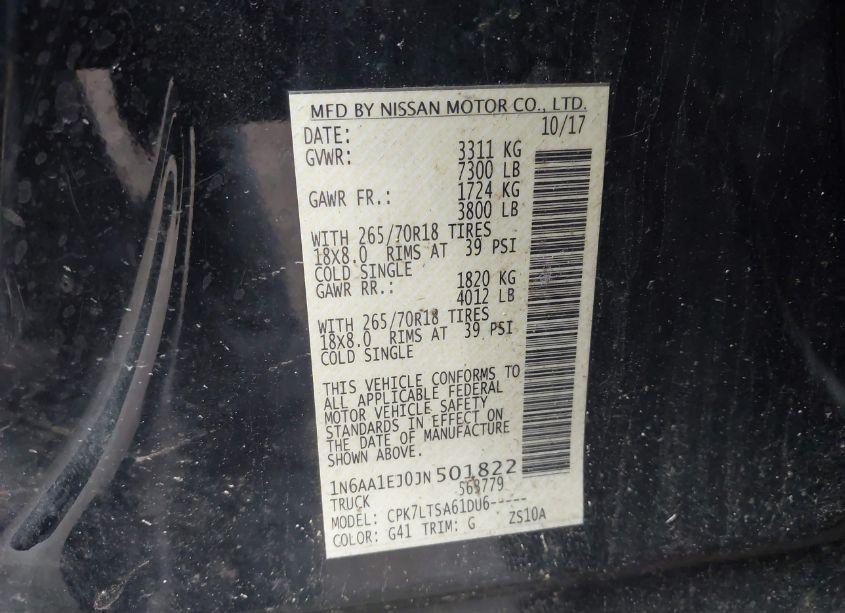 MFD BY NISSAN MOTOR CO., LTD.
DATE: 10/17
GVWR: 3311 KG
7300 LB
GAWR FR.: 1724 KG
3800 LB
WITH 265/70R18 TIRES
18X8.0 RIMS AT 39 PSI
COLD SINGLE
GAWR RR.: 1820 KG
4012 LB
WITH 265/70R18 TIRES
18X8.0 RIMS AT 39 PSI
COLD SINGLE
THIS VEHICLE CONFORMS TO
ALL APPLICABLE FEDERAL
MOTOR VEHICLE SAFETY
STANDARDS IN EFFECT ON
THE DATE OF MANUFACTURE
SHOWN ABOVE.
1N6AA1EJ0JN501822
TRUCK 563779
MODEL: CPK7LTSA61DU6-----
COLOR: G41 TRIM: G ZS10A